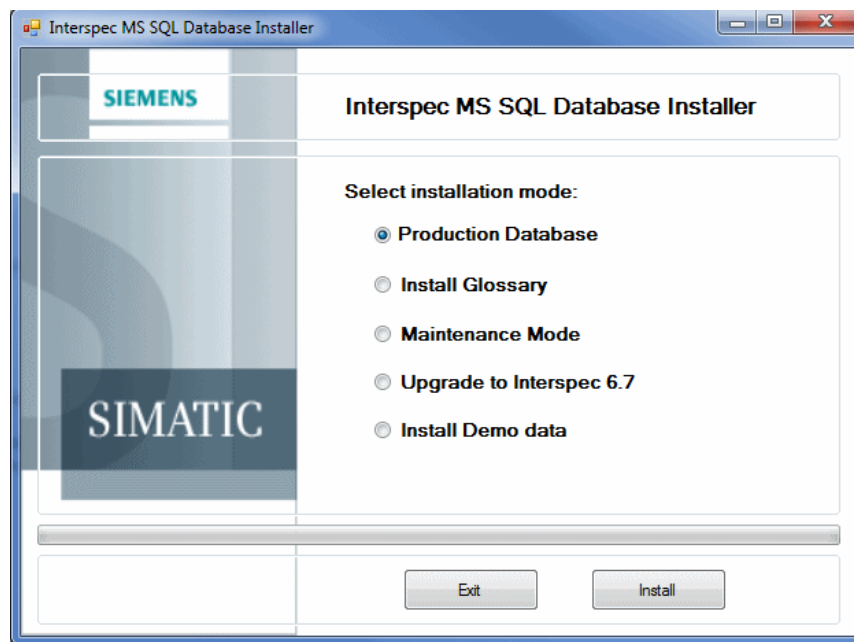 Interspec MS SQL Database Installer
SIEMENS
Interspec MS SQL Database Installer
Select installation mode:
Production Database
Install Glossary
Maintenance Mode
Upgrade to Interspec 6.7
Install Demo data
SIMATIC
Exit
Install